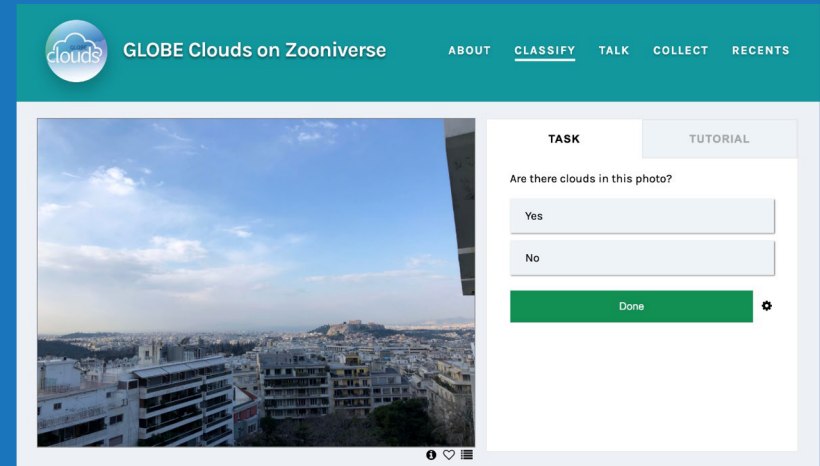 GLOBE
clouds
GLOBE Clouds on Zooniverse
ABOUT CLASSIFY TALK COLLECT RECENTS
TASK TUTORIAL
Are there clouds in this photo?
Yes
No
Done